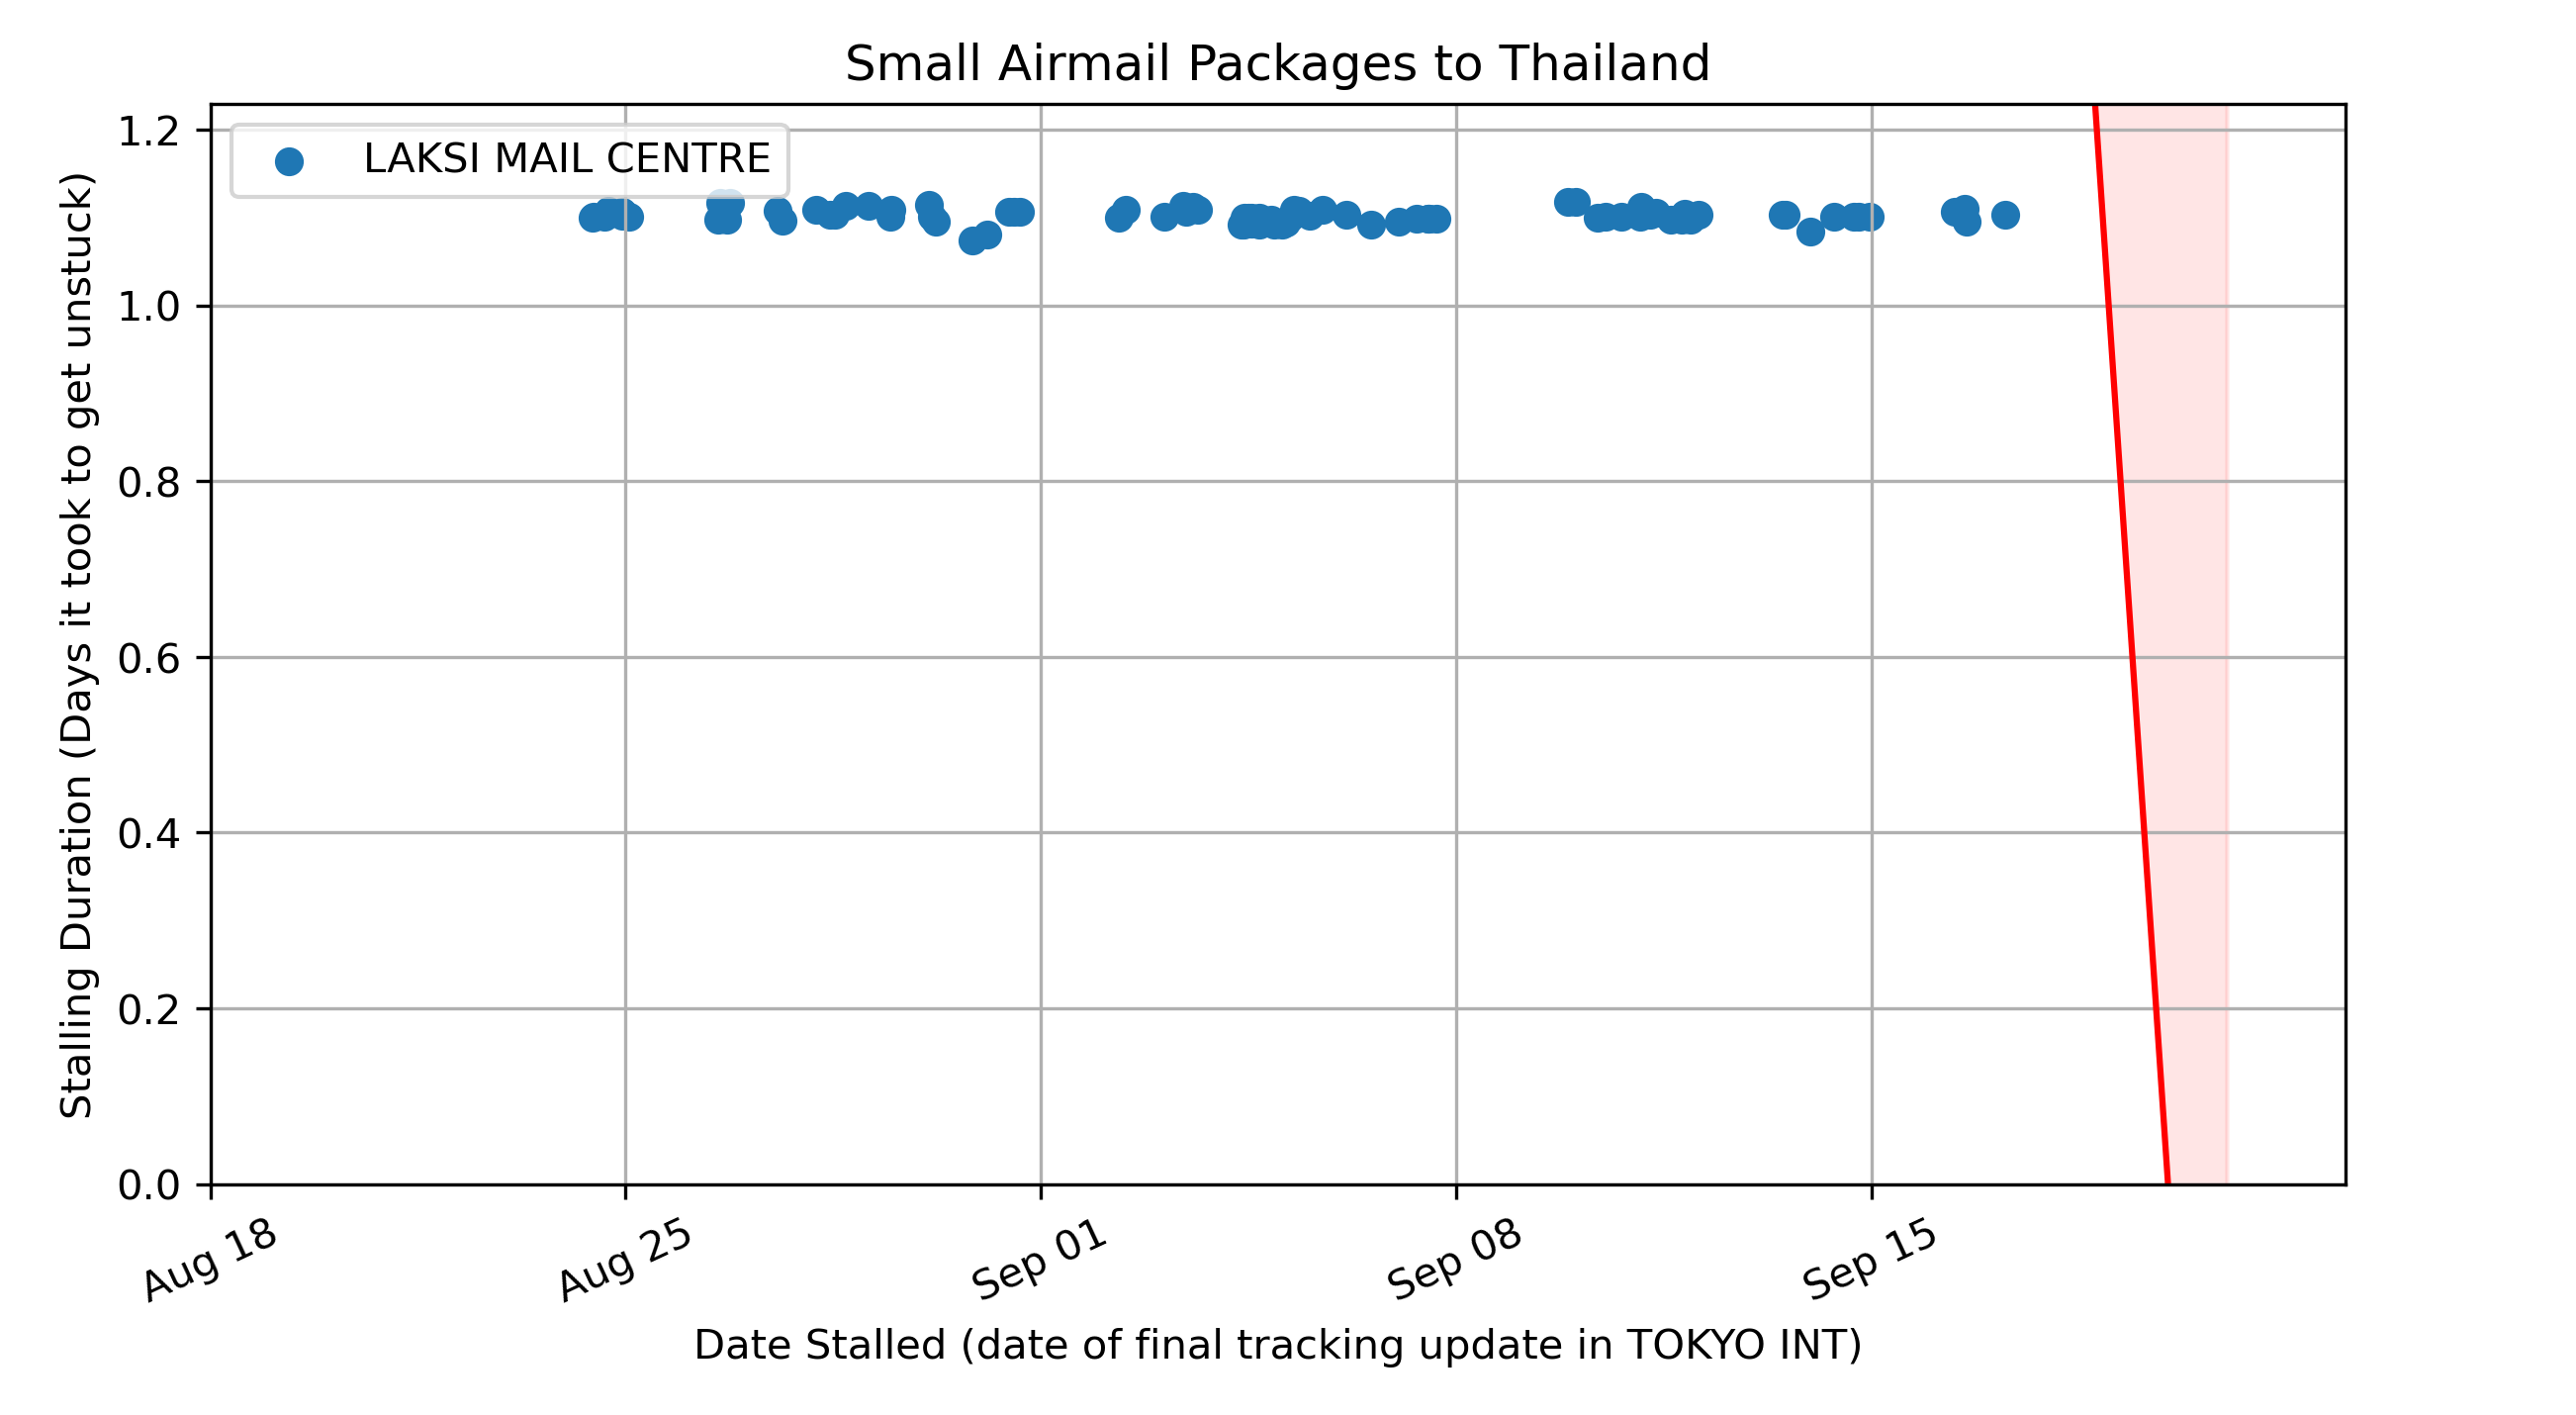 Small Airmail Packages to Thailand
LAKSI MAIL CENTRE
Stalling Duration (Days it took to get unstuck)
1.2
1.0
0.8
0.6
0.4
0.2
0.0
Aug 18
Aug 25
Sep 01
Sep 08
Sep 15
Date Stalled (date of final tracking update in TOKYO INT)